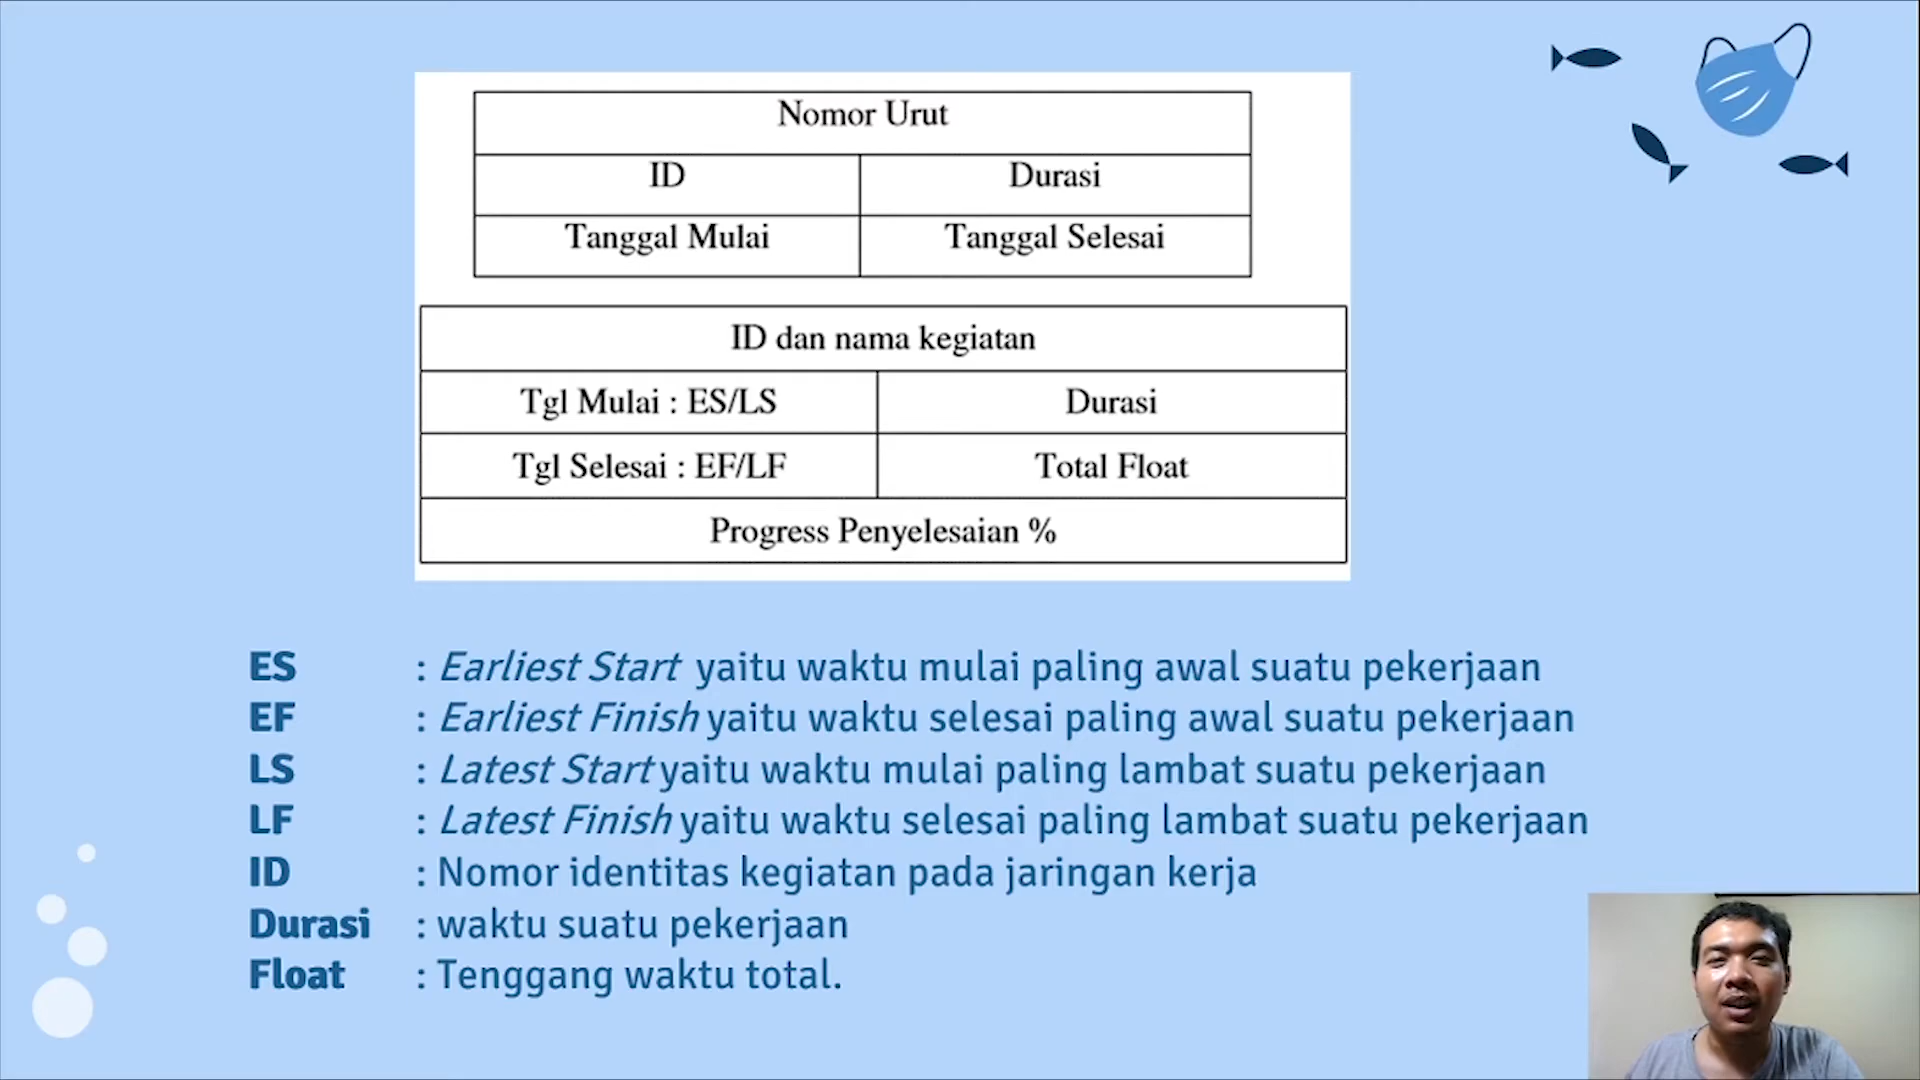 Nomor Urut
ID Durasi
Tanggal Mulai Tanggal Selesai
ID dan nama kegiatan
Tgl Mulai : ES/LS Durasi
Tgl Selesai : EF/LF Total Float
Progress Penyelesaian %
ES : Earliest Start yaitu waktu mulai paling awal suatu pekerjaan
EF : Earliest Finish yaitu waktu selesai paling awal suatu pekerjaan
LS : Latest Start yaitu waktu mulai paling lambat suatu pekerjaan
LF : Latest Finish yaitu waktu selesai paling lambat suatu pekerjaan
ID : Nomor identitas kegiatan pada jaringan kerja
Durasi : waktu suatu pekerjaan
Float : Tenggang waktu total.